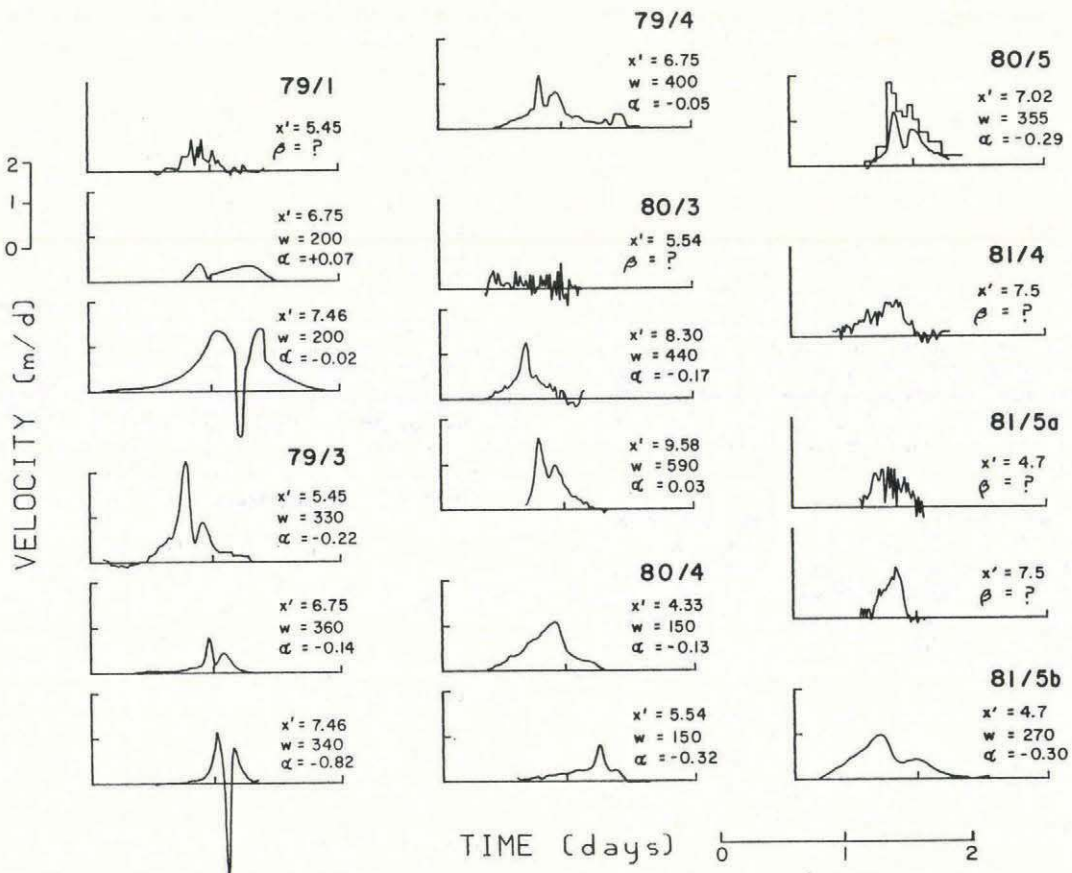 79/1
x' = 5.45
β = ?
x' = 6.75
w = 200
α = +0.07
x' = 7.46
w = 200
α = -0.02
79/3
x' = 5.45
w = 330
α = -0.22
x' = 6.75
w = 360
α = -0.14
x' = 7.46
w = 340
α = -0.82
79/4
x' = 6.75
w = 400
α = -0.05
80/3
x' = 5.54
β = ?
x' = 8.30
w = 440
α = -0.17
x' = 9.58
w = 590
α = 0.03
80/4
x' = 4.33
w = 150
α = -0.13
x' = 5.54
w = 150
α = -0.32
80/5
x' = 7.02
w = 355
α = -0.29
81/4
x' = 7.5
β = ?
81/5a
x' = 4.7
β = ?
x' = 7.5
β = ?
81/5b
x' = 4.7
w = 270
α = -0.30
2
1
0
VELOCITY (m/d)
TIME (days)
0 1 2